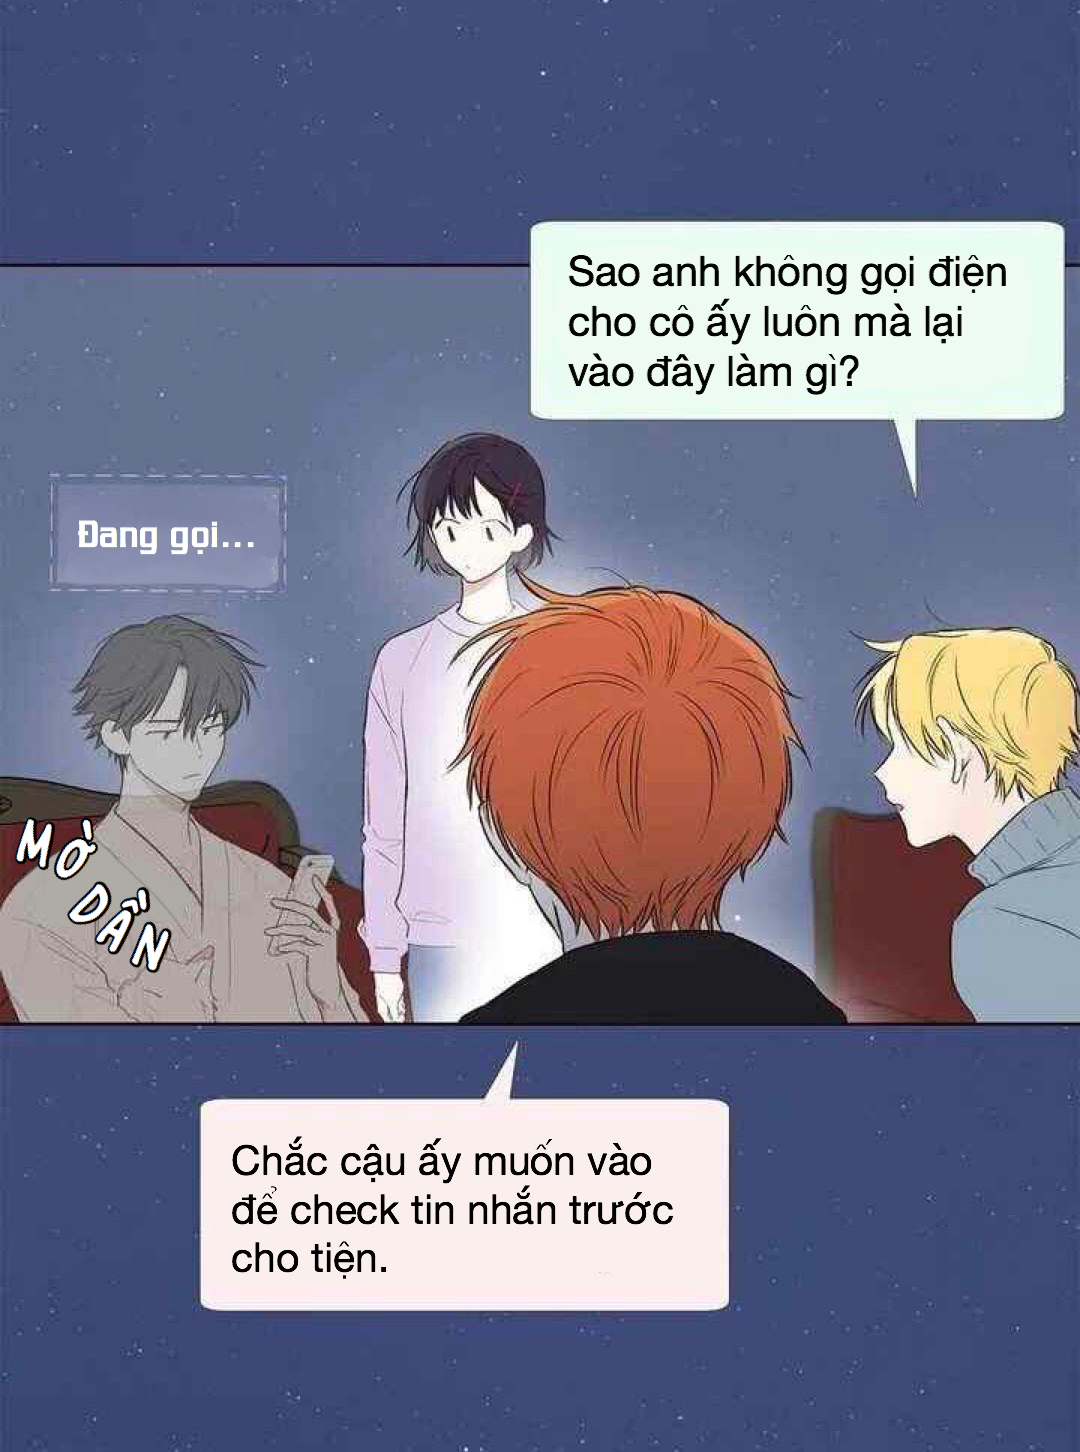 Sao anh không gọi điện
cho cô ấy luôn mà lại
vào đây làm gì?
Đang gọi...
MỜ
DẦN
Chắc cậu ấy muốn vào
để check tin nhắn trước
cho tiện.